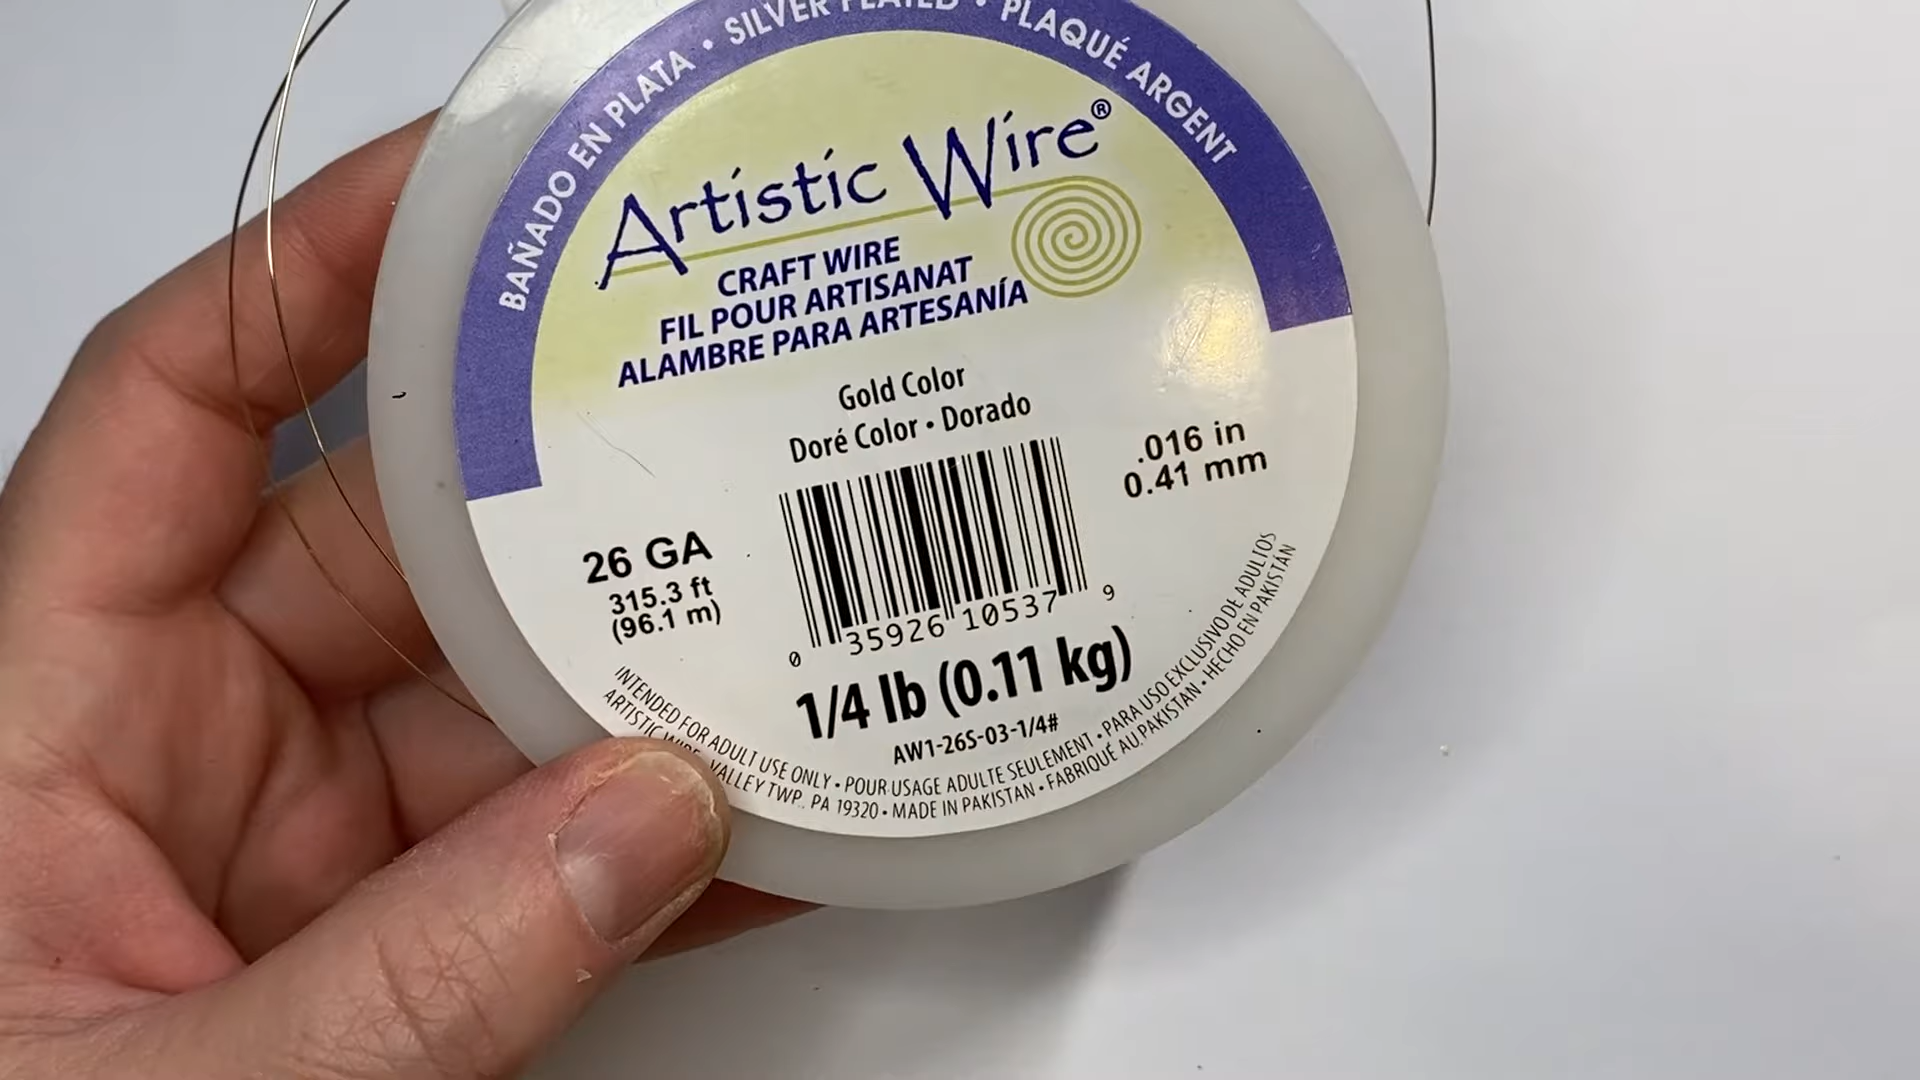 BAÑADO EN PLATA • SILVER PLATED • PLAQUÉ ARGENT
Artistic Wire®
CRAFT WIRE
FIL POUR ARTISANAT
ALAMBRE PARA ARTESANÍA
Gold Color
Doré Color • Dorado
.016 in
0.41 mm
26 GA
315.3 ft
(96.1 m)
0 35926 10537 9
1/4 lb (0.11 kg)
AW1-26S-03-1/4#
INTENDED FOR ADULT USE ONLY • POUR USAGE ADULTE SEULEMENT • PARA USO EXCLUSIVO DE ADULTOS
ARTISTIC WIRE VALLEY TWP., PA 19320 • MADE IN PAKISTAN • FABRIQUÉ AU PAKISTAN • HECHO EN PAKISTÁN